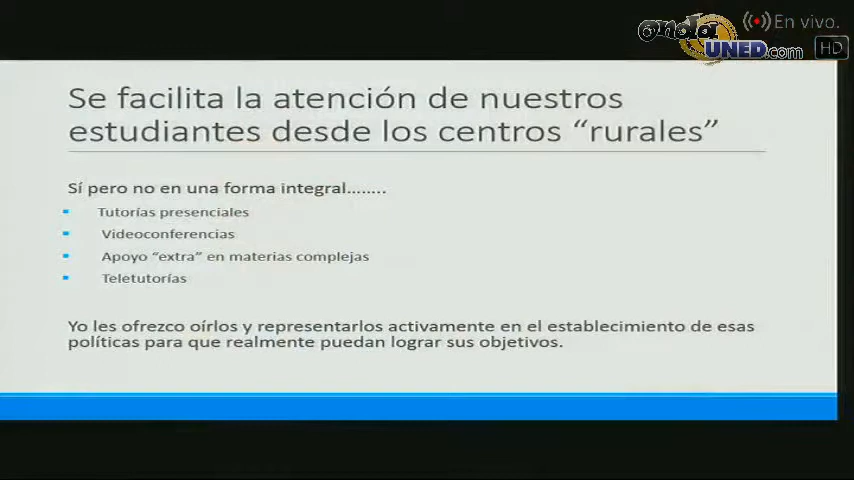 onda UNED.com
En vivo.
HD
Se facilita la atención de nuestros
estudiantes desde los centros “rurales”
Sí pero no en una forma integral........
Tutorías presenciales
Videoconferencias
Apoyo “extra” en materias complejas
Teletutorías
Yo les ofrezco oírlos y representarlos activamente en el establecimiento de esas
políticas para que realmente puedan lograr sus objetivos.